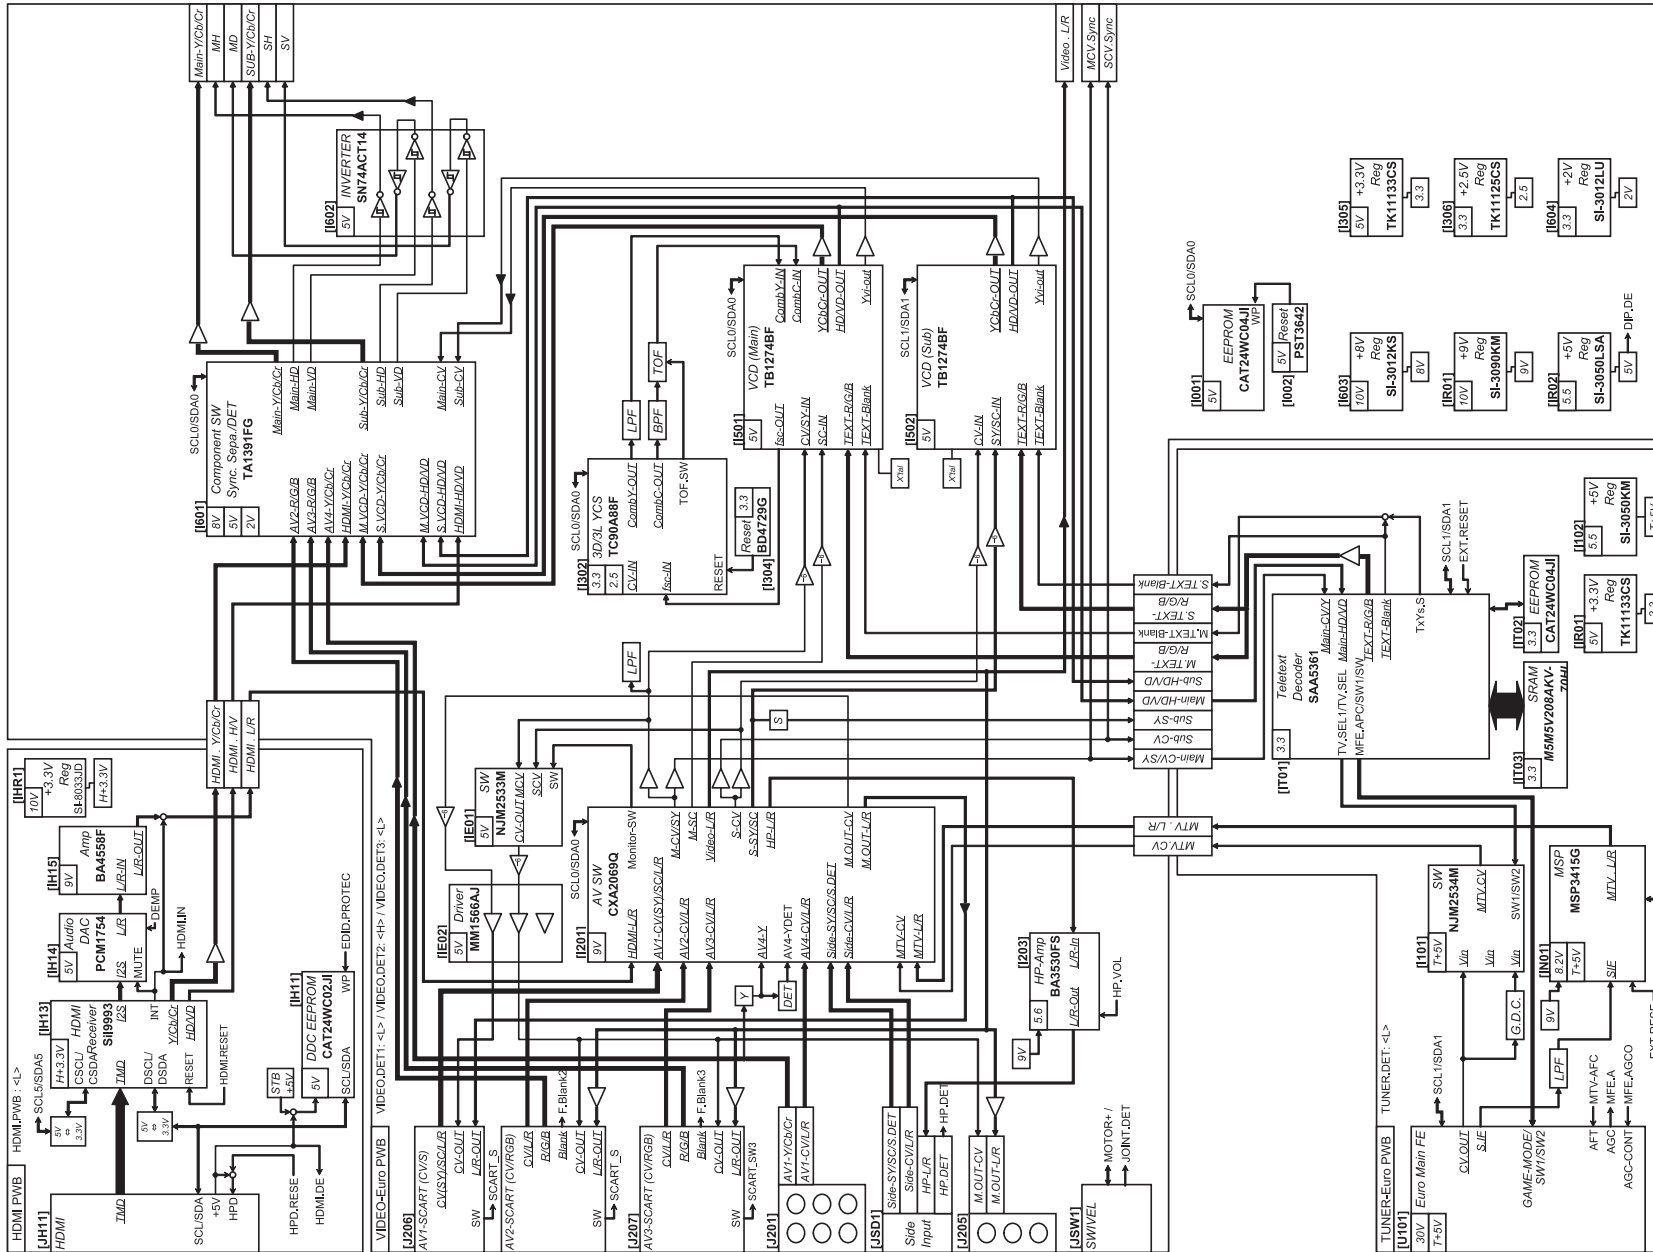 HDMI PWB
HDMI.PWB : <L>
[JH11]
HDMI
TMD
SCL/SDA
+5V
HPD
HPD.RESE
HDMI.DE
5V ⇔ 3.3V
SCL5/SDA5
5V ⇔ 3.3V
[IH13]
H+3.3V
HDMI
Receiver
SiI9993
CSCL/
CSDA
TMD
DSCL/
DSDA
RESET
I2S
INT
Y/Cb/Cr
HD/VD
HDMI.RESET
STB
+5V
[IH11]
5V
DDC EEPROM
CAT24WC02JI
SCL/SDA
WP
EDID.PROTEC
[IH14]
5V
Audio
DAC
PCM1754
I2S
L/R
MUTE
DEMP
HDMI.IN
[IH15]
9V
Amp
BA4558F
L/R-IN
L/R-OUT
[IHR1]
10V
+3.3V
Reg
SI-8033JD
H+3.3V
HDMI . Y/Cb/Cr
HDMI . H/V
HDMI . L/R
VIDEO-Euro PWB
VIDEO.DET1: <L> / VIDEO.DET2: <H> / VIDEO.DET3: <L>
[J206]
AV1-SCART (CV/S)
CV(SY)/SC/L/R
CV-OUT
L/R-OUT
SW
SCART_S
AV2-SCART (CV/RGB)
CV/L/R
R/G/B
Blank
F.Blank2
CV-OUT
L/R-OUT
SW
SCART_S
[J207]
AV3-SCART (CV/RGB)
CV/L/R
R/G/B
Blank
F.Blank3
CV-OUT
L/R-OUT
SW
SCART_SW3
[J201]
AV1-Y/Cb/Cr
AV1-CV/L/R
[JSD1]
Side
Input
Side-SY/SC/S.DET
Side-CV/L/R
HP-L/R
HP.DET
HP.DET
[J205]
M.OUT-CV
M.OUT-L/R
[JSW1]
SWIVEL
MOTOR+ /
JOINT.DET
[I601]
8V
5V
2V
Component SW
Sync. Sepa./DET
TA1391FG
SCL0/SDA0
AV2-R/G/B
AV3-R/G/B
AV4-Y/Cb/Cr
HDMI-Y/Cb/Cr
M.VCD-Y/Cb/Cr
S.VCD-Y/Cb/Cr
M.VCD-HD/VD
S.VCD-HD/VD
HDMI-HD/VD
Main-Y/Cb/Cr
Main-HD
Main-VD
Sub-Y/Cb/Cr
Sub-HD
Sub-VD
Main-CV
Sub-CV
Main-Y/Cb/Cr
MH
MD
SUB-Y/Cb/Cr
SH
SV
[I602]
5V
INVERTER
SN74ACT14
[IE01]
5V
SW
NJM2533M
CV-OUT
MCV
SCV
SW
-6
-6
[IE02]
5V
Driver
MM1566AJ
[I201]
9V
AV SW
CXA2069Q
SCL0/SDA0
HDMI-L/R
AV1-CV(SY)/SC/L/R
AV2-CV/L/R
AV3-CV/L/R
AV4-Y
AV4-YDET
AV4-CV/L/R
Side-SY/SC/S.DET
Side-CV/L/R
MTV-CV
MTV-L/R
Monitor-SW
M-CV/SY
M-SC
Video-L/R
S-CV
S-SY/SC
HP-L/R
M.OUT-CV
M.OUT-L/R
Y
DET
[I203]
5.6
HP-Amp
BA3530FS
L/R-Out
L/R-In
9V
HP.VOL
LPF
S
[I302]
3.3
2.5
3D/3L YCS
TC90A88F
SCL0/SDA0
CV-IN
fsc-IN
RESET
CombY-OUT
CombC-OUT
TOF.SW
LPF
BPF
TOF
[I304]
Reset
3.3
BD4729G
-6
-6
-6
-6
[I501]
5V
VCD (Main)
TB1274BF
SCL0/SDA0
fsc-OUT
CV/SY-IN
SC-IN
TEXT-R/G/B
TEXT-Blank
CombY-IN
CombC-IN
YCbCr-OUT
HD/VD-OUT
Yvi-out
X'tal
[I502]
5V
VCD (Sub)
TB1274BF
SCL1/SDA1
CV-IN
SY/SC-IN
TEXT-R/G/B
TEXT-Blank
YCbCr-OUT
HD/VD-OUT
Yvi-out
X'tal
Video . L/R
MCV.Sync
SCV.Sync
S.TEXT-Blank
S.TEXT-
R/G/B
M.TEXT-Blank
M.TEXT-
R/G/B
Sub-HD/VD
Main-HD/VD
Sub-SY
Sub-CV
Main-CV/SY
MTV . L/R
MTV.CV
[I001]
5V
EEPROM
CAT24WC04JI
SCL0/SDA0
WP
[I002]
5V
Reset
PST3642
[I305]
5V
+3.3V
Reg
TK11133CS
3.3
[I306]
3.3
+2.5V
Reg
TK11125CS
2.5
[I604]
3.3
+2V
Reg
SI-3012LU
2V
[I603]
10V
+8V
Reg
SI-3012KS
8V
[IR01]
10V
+9V
Reg
SI-3090KM
9V
[IR02]
5.5
+5V
Reg
SI-3050LSA
5V
DIP.DE
TUNER-Euro PWB
TUNER.DET: <L>
[U101]
30V
T+5V
Euro Main FE
SCL1/SDA1
CV.OUT
S.IF
GAME-MODE/
SW1/SW2
AFT
MTV-AFC
AGC
MFE.A
AGC-CONT
MFE.AGCO
LPF
G.D.C.
[I101]
T+5V
SW
NJM2534M
Vin
Vin
Vin
MTV.CV
SW1/SW2
[IN01]
8.2V
T+5V
MSP
MSP3415G
SIE
MTV . L/R
9V
[IT01]
3.3
Teletext
Decoder
SAA5361
TV.SEL1/TV.SEL
MFE.APC/SW1/SW
Main-CV/Y
Main-HD/VD
TEXT-R/G/B
TEXT-Blank
TxYs.S
SCL1/SDA1
EXT.RESET
[IT02]
3.3
EEPROM
CAT24WC04JI
[IT03]
3.3
SRAM
M5M5V208AKV-
70HI
[I102]
5.5
+5V
Reg
SI-3050KM
[IR01]
5V
+3.3V
Reg
TK11133CS